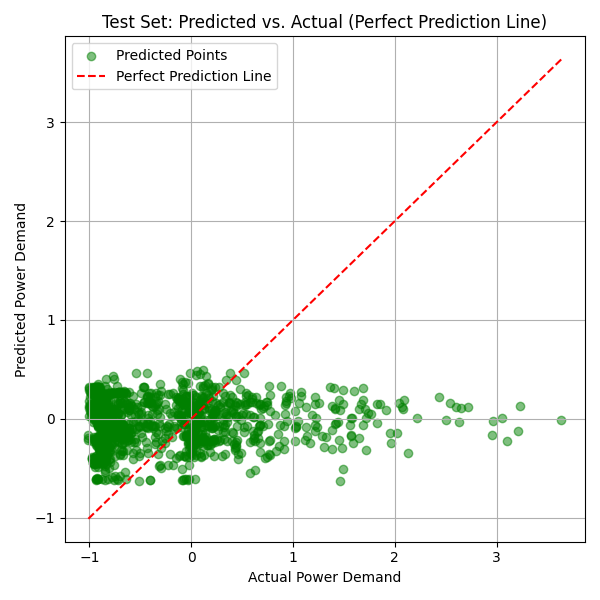 Test Set: Predicted vs. Actual (Perfect Prediction Line)
Predicted Points
Perfect Prediction Line
3
2
1
0
−1
Predicted Power Demand
−1 0 1 2 3
Actual Power Demand